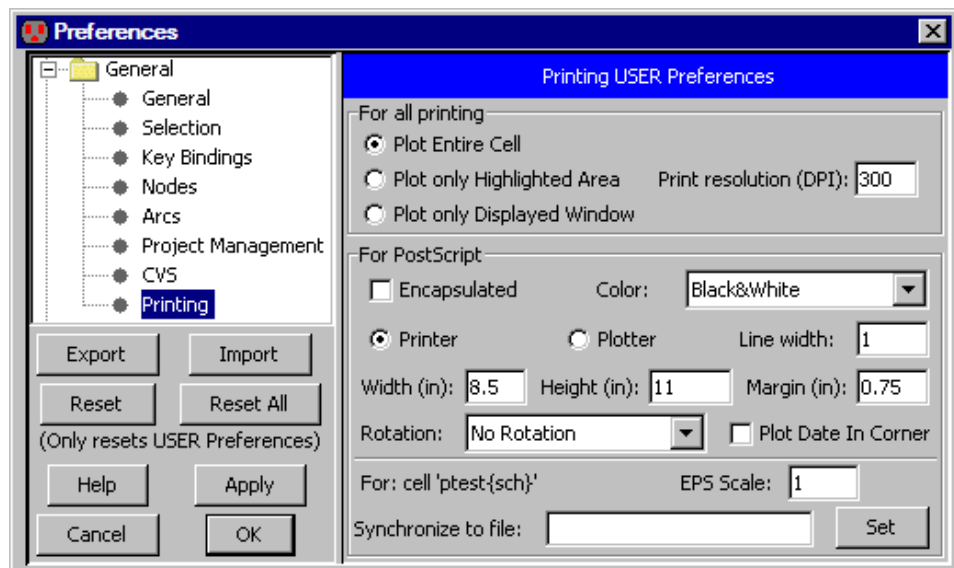 Preferences
General
General
Selection
Key Bindings
Nodes
Arcs
Project Management
CVS
Printing
Export Import
Reset Reset All
(Only resets USER Preferences)
Help Apply
Cancel OK
Printing USER Preferences
For all printing
Plot Entire Cell
Plot only Highlighted Area Print resolution (DPI): 300
Plot only Displayed Window
For PostScript
Encapsulated Color: Black&White
Printer Plotter Line width: 1
Width (in): 8.5 Height (in): 11 Margin (in): 0.75
Rotation: No Rotation Plot Date In Corner
For: cell 'ptest{sch}' EPS Scale: 1
Synchronize to file: Set